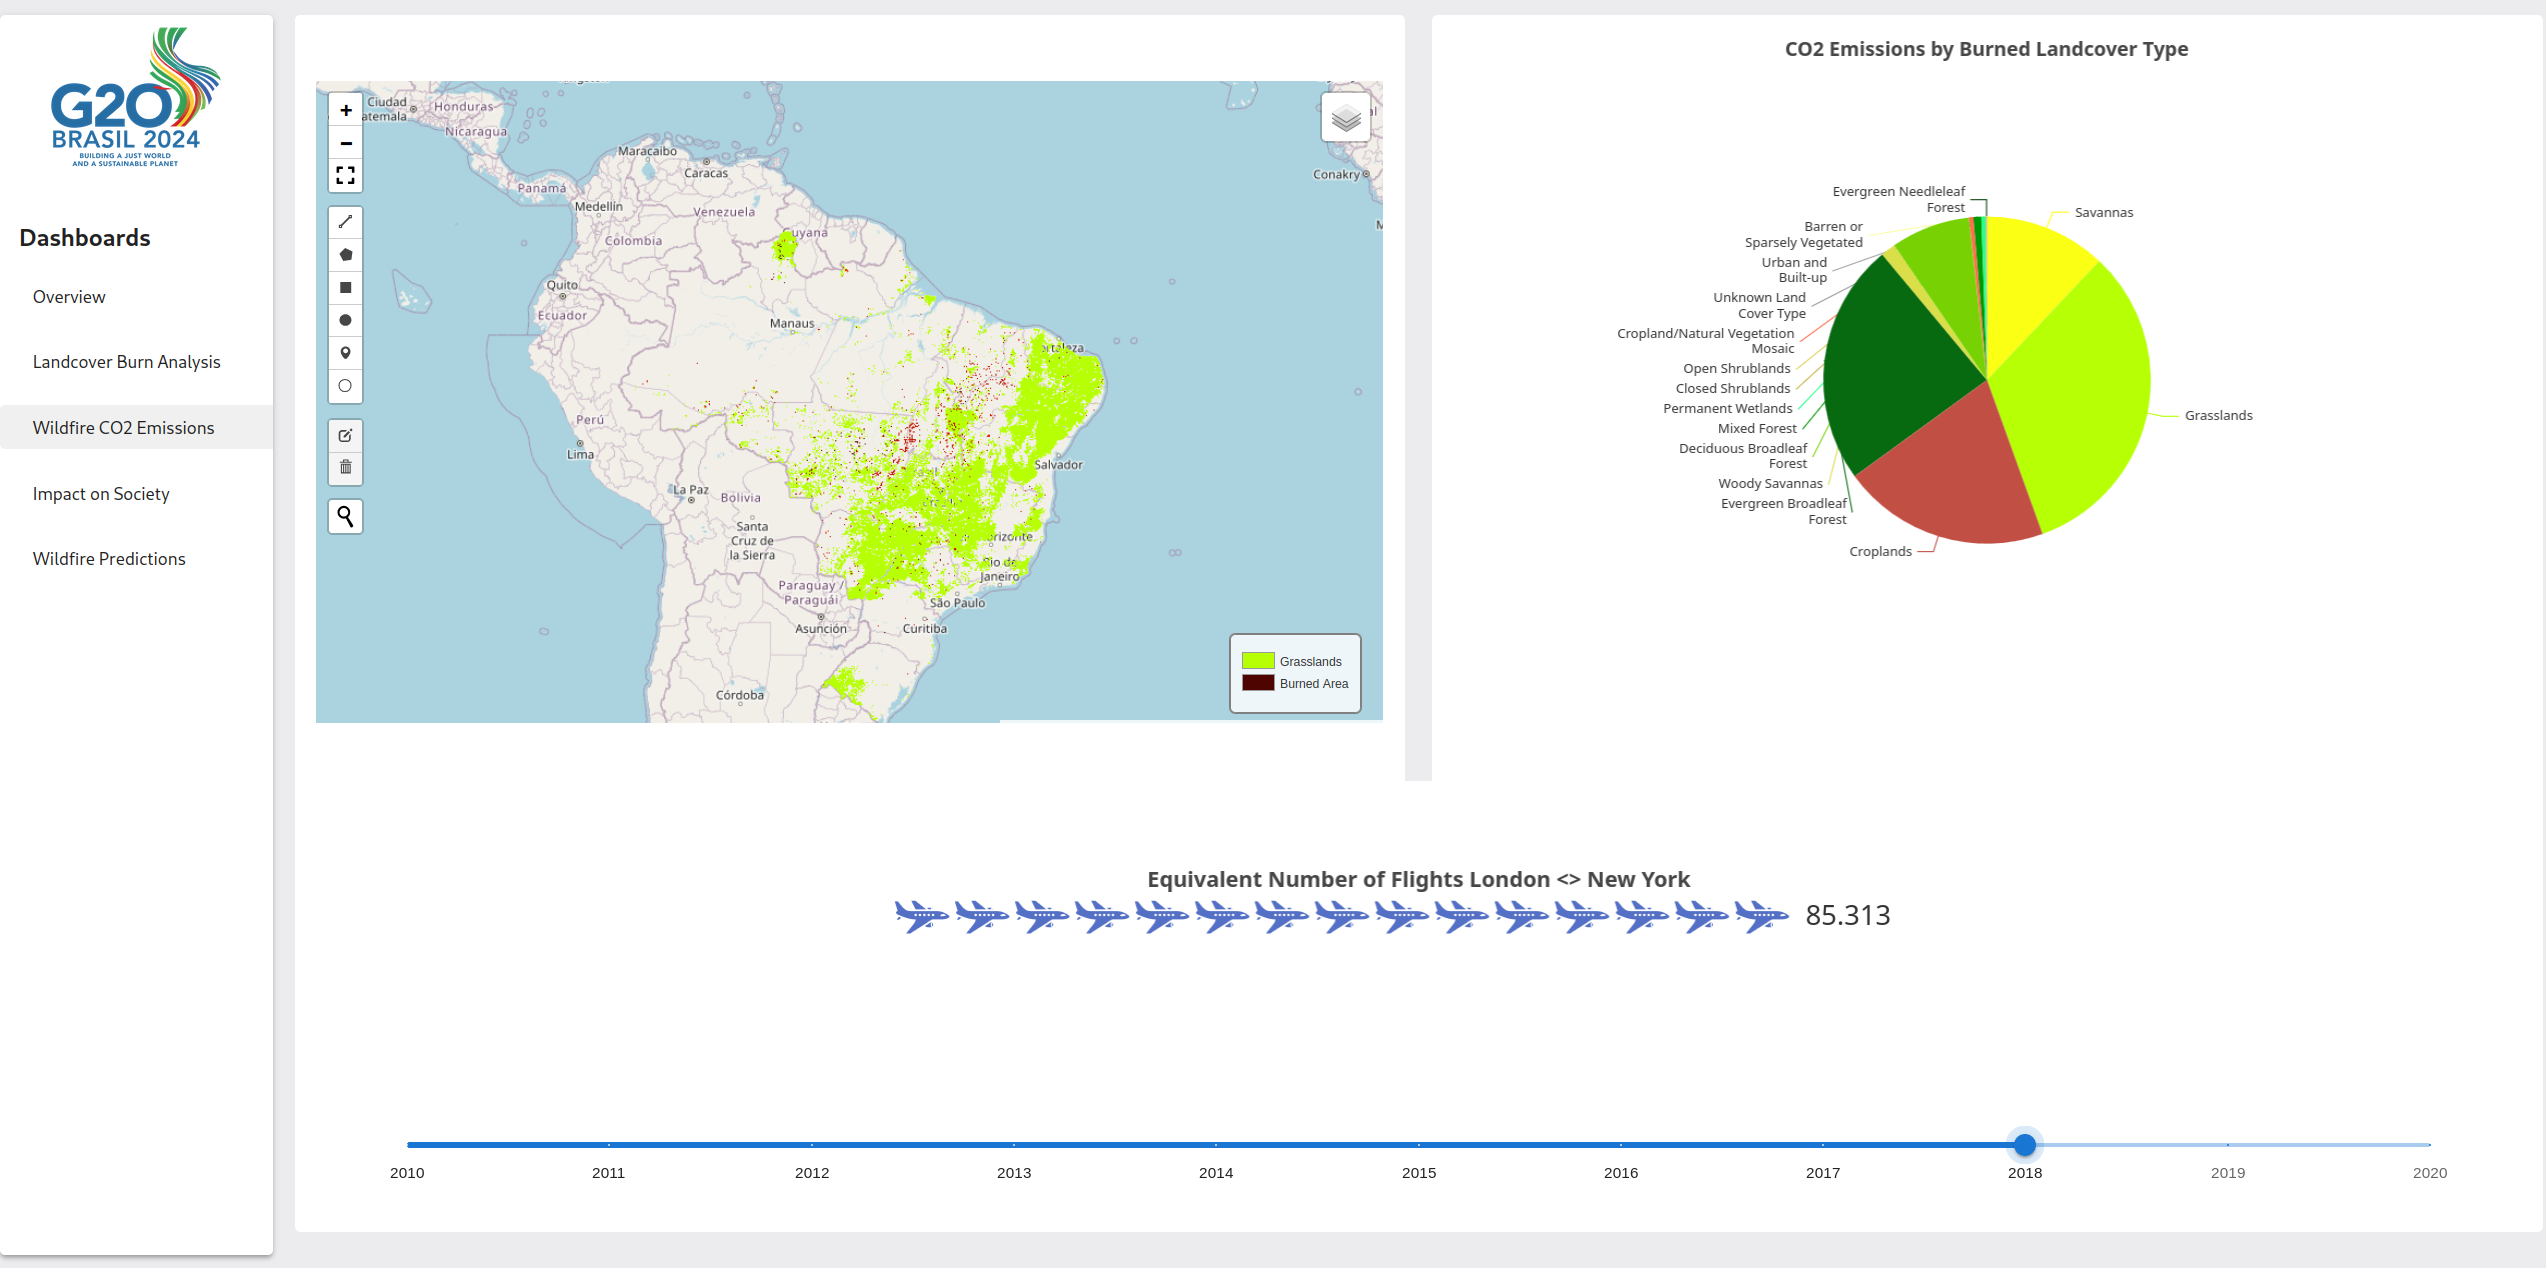 G20
BRASIL 2024
BUILDING A JUST WORLD
AND A SUSTAINABLE PLANET
Dashboards
Overview
Landcover Burn Analysis
Wildfire CO2 Emissions
Impact on Society
Wildfire Predictions
+
−
Ciudad
atemala
Honduras
Nicaragua
Maracaibo
Caracas
Conakry
Panamá
Medellín
Venezuela
Guyana
Colombia
Quito
Ecuador
Manaus
Perú
Lima
Salvador
La Paz
Bolivia
Santa
Cruz de
la Sierra
Rio de
Janeiro
Paraguay /
Paraguái
São Paulo
Asunción
Curitiba
Córdoba
Grasslands
Burned Area
CO2 Emissions by Burned Landcover Type
Evergreen Needleleaf
Forest
Savannas
Barren or
Sparsely Vegetated
Urban and
Built-up
Unknown Land
Cover Type
Cropland/Natural Vegetation
Mosaic
Open Shrublands
Closed Shrublands
Permanent Wetlands
Mixed Forest
Deciduous Broadleaf
Forest
Woody Savannas
Evergreen Broadleaf
Forest
Croplands
Grasslands
Equivalent Number of Flights London <> New York
85.313
2010 2011 2012 2013 2014 2015 2016 2017 2018 2019 2020